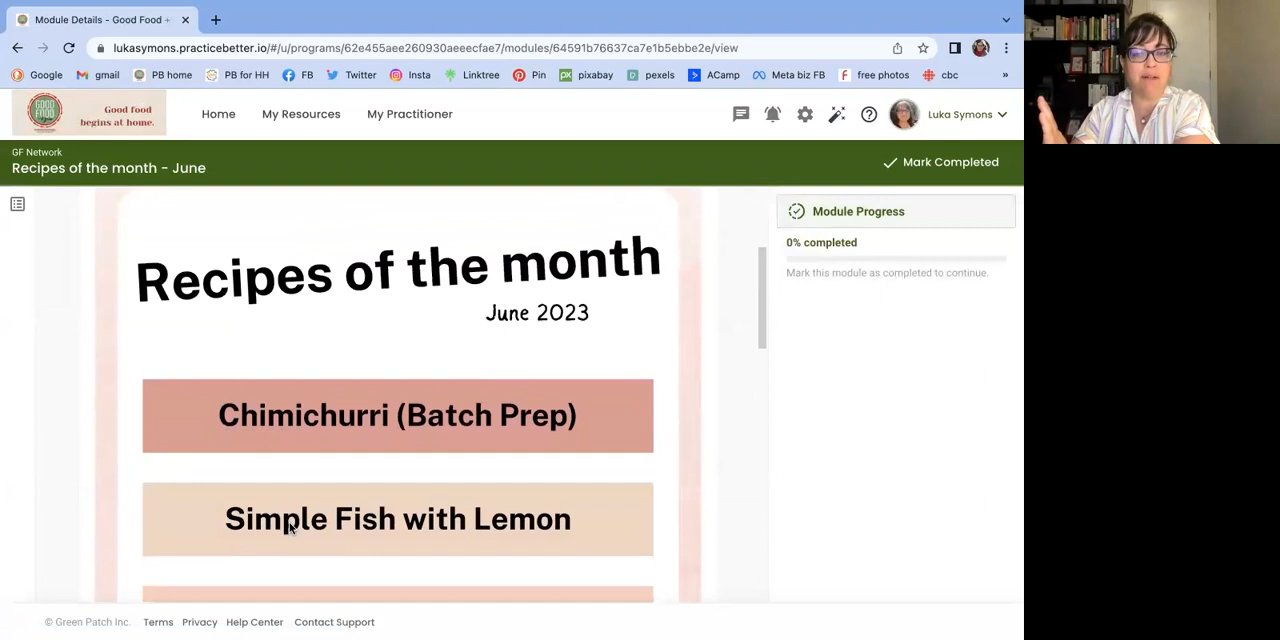 Module Details - Good Food +
lukasymons.practicebetter.io/#/u/programs/62e455aee260930aeeecfae7/modules/64591b76637ca7e1b5ebbe2e/view
Google gmail PB home PB for HH FB Twitter Insta Linktree Pin pixabay pexels ACamp Meta biz FB free photos cbc »
GOOD FOOD
Good food
begins at home.
Home My Resources My Practitioner Luka Symons
GF Network
Recipes of the month - June
Mark Completed
Module Progress
0% completed
Mark this module as completed to continue.
Recipes of the month
June 2023
Chimichurri (Batch Prep)
Simple Fish with Lemon
© Green Patch Inc. Terms Privacy Help Center Contact Support